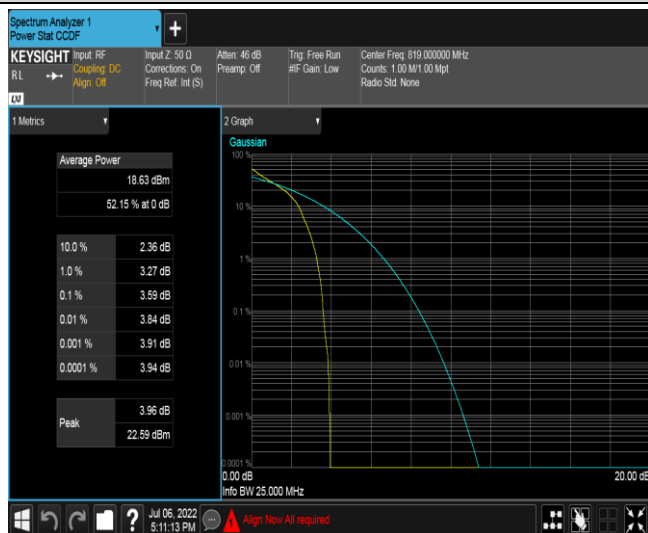 Spectrum Analyzer 1
Power Stat CCDF
KEYSIGHT
RL
LXI
Input: RF
Coupling: DC
Align: Off
Input Z: 50 Ω
Corrections: On
Freq Ref: Int (S)
Atten: 46 dB
Preamp: Off
Trig: Free Run
#IF Gain: Low
Center Freq: 819.000000 MHz
Counts: 1.00 M/1.00 Mpt
Radio Std: None
1 Metrics
Average Power
18.63 dBm
52.15 % at 0 dB
10.0 % 2.36 dB
1.0 % 3.27 dB
0.1 % 3.59 dB
0.01 % 3.84 dB
0.001 % 3.91 dB
0.0001 % 3.94 dB
Peak
3.96 dB
22.59 dBm
2 Graph
Gaussian
100 %
10 %
1 %
0.1 %
0.01 %
0.001 %
0.0001 %
0.00 dB
20.00 dB
Info BW 25.000 MHz
?
Jul 06, 2022
5:11:13 PM
Align Now All required